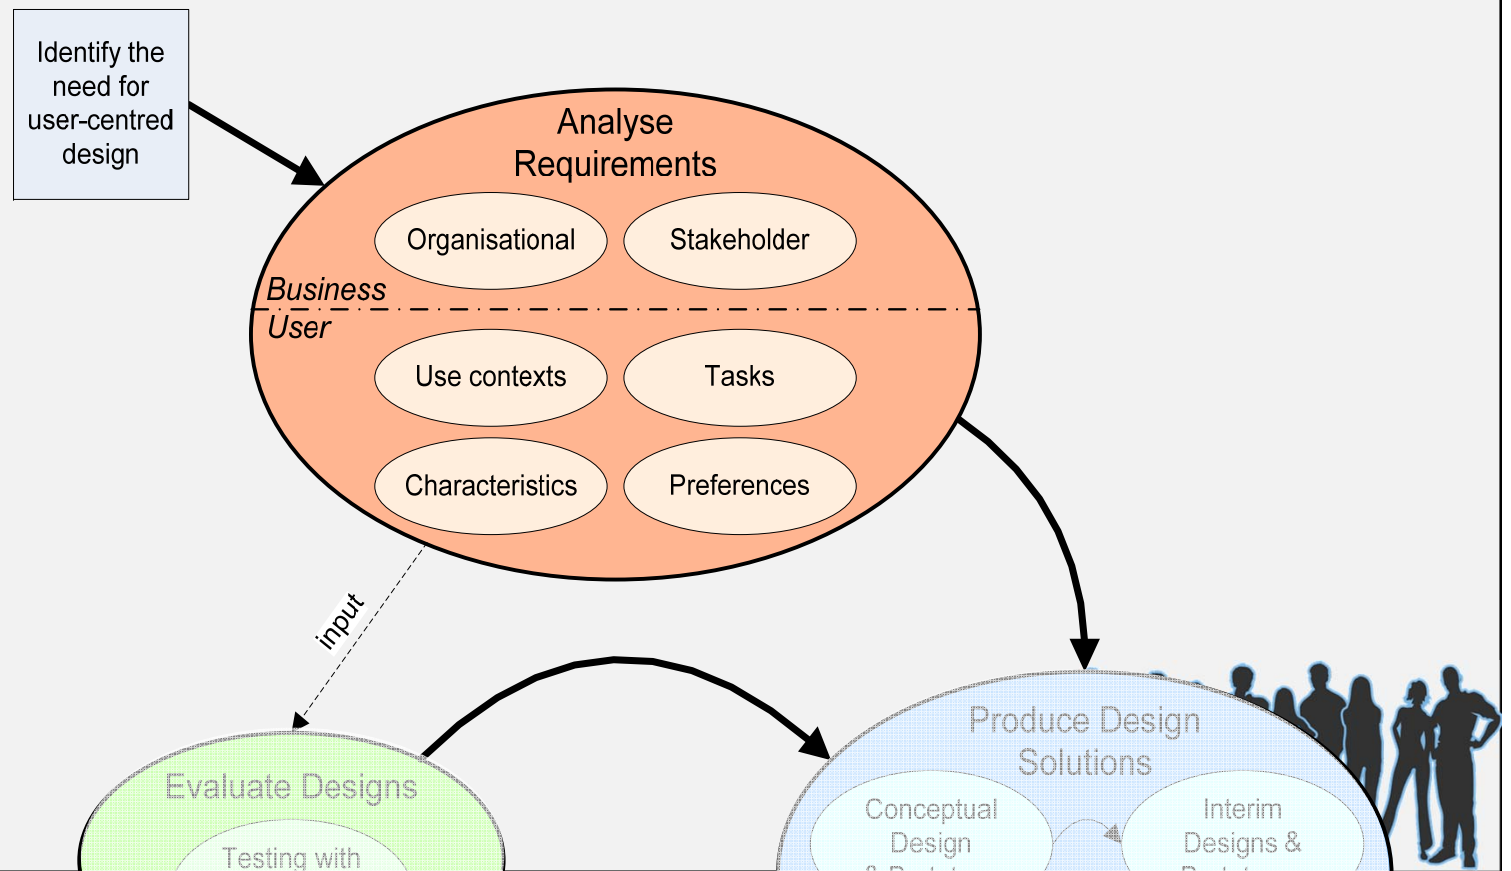 Identify the
need for
user-centred
design
Analyse
Requirements
Organisational
Stakeholder
Business
User
Use contexts
Tasks
Characteristics
Preferences
input
Produce Design
Solutions
Evaluate Designs
Conceptual
Design
Interim
Designs &
Testing with